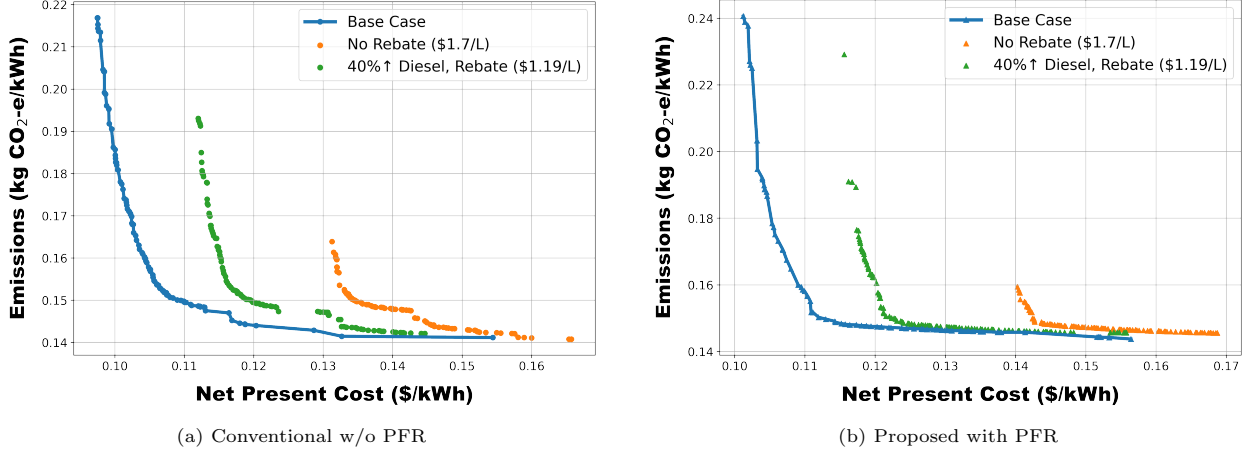 0.22
0.21
0.20
0.19
0.18
0.17
0.16
0.15
0.14
Emissions (kg CO2-e/kWh)
Base Case
No Rebate ($1.7/L)
40%↑ Diesel, Rebate ($1.19/L)
0.10 0.11 0.12 0.13 0.14 0.15 0.16
Net Present Cost ($/kWh)
(a) Conventional w/o PFR
0.24
0.22
0.20
0.18
0.16
0.14
Emissions (kg CO2-e/kWh)
Base Case
No Rebate ($1.7/L)
40%↑ Diesel, Rebate ($1.19/L)
0.10 0.11 0.12 0.13 0.14 0.15 0.16 0.17
Net Present Cost ($/kWh)
(b) Proposed with PFR